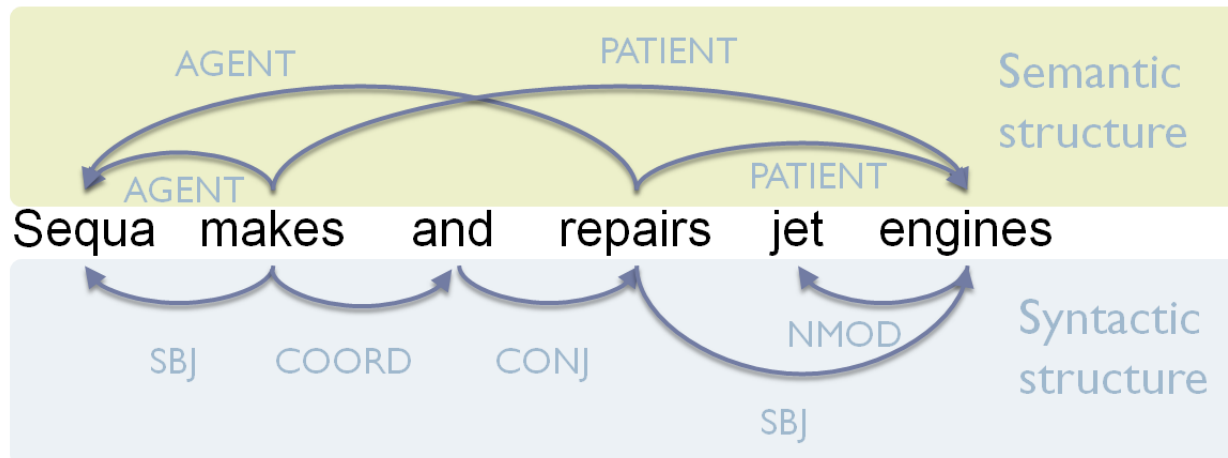 AGENT PATIENT
Semantic
structure
AGENT PATIENT
Sequa makes and repairs jet engines
Syntactic
structure
NMOD
SBJ COORD CONJ
SBJ